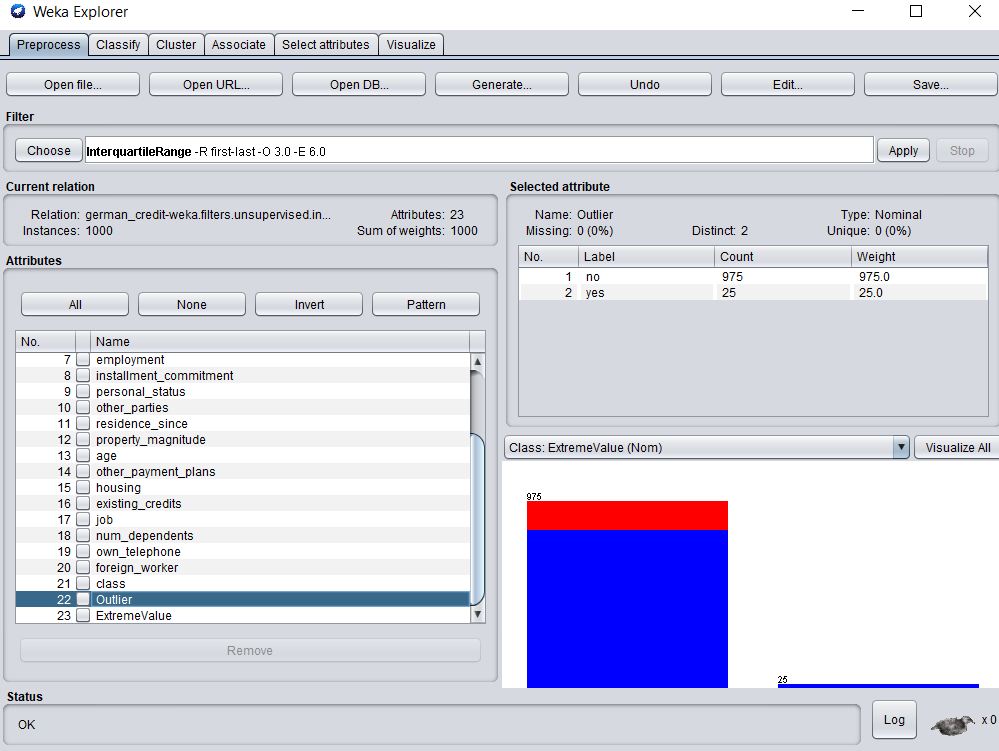 Weka Explorer
Preprocess Classify Cluster Associate Select attributes Visualize
Open file... Open URL... Open DB... Generate... Undo Edit... Save...
Filter
Choose InterquartileRange -R first-last -O 3.0 -E 6.0 Apply Stop
Current relation
Relation: german_credit-weka.filters.unsupervised.in... Attributes: 23
Instances: 1000 Sum of weights: 1000
Attributes
All None Invert Pattern
No. Name
7 employment
8 installment_commitment
9 personal_status
10 other_parties
11 residence_since
12 property_magnitude
13 age
14 other_payment_plans
15 housing
16 existing_credits
17 job
18 num_dependents
19 own_telephone
20 foreign_worker
21 class
22 Outlier
23 ExtremeValue
Remove
Selected attribute
Name: Outlier Type: Nominal
Missing: 0 (0%) Distinct: 2 Unique: 0 (0%)
No. Label Count Weight
1 no 975 975.0
2 yes 25 25.0
Class: ExtremeValue (Nom) Visualize All
975
25
Status
OK Log x 0